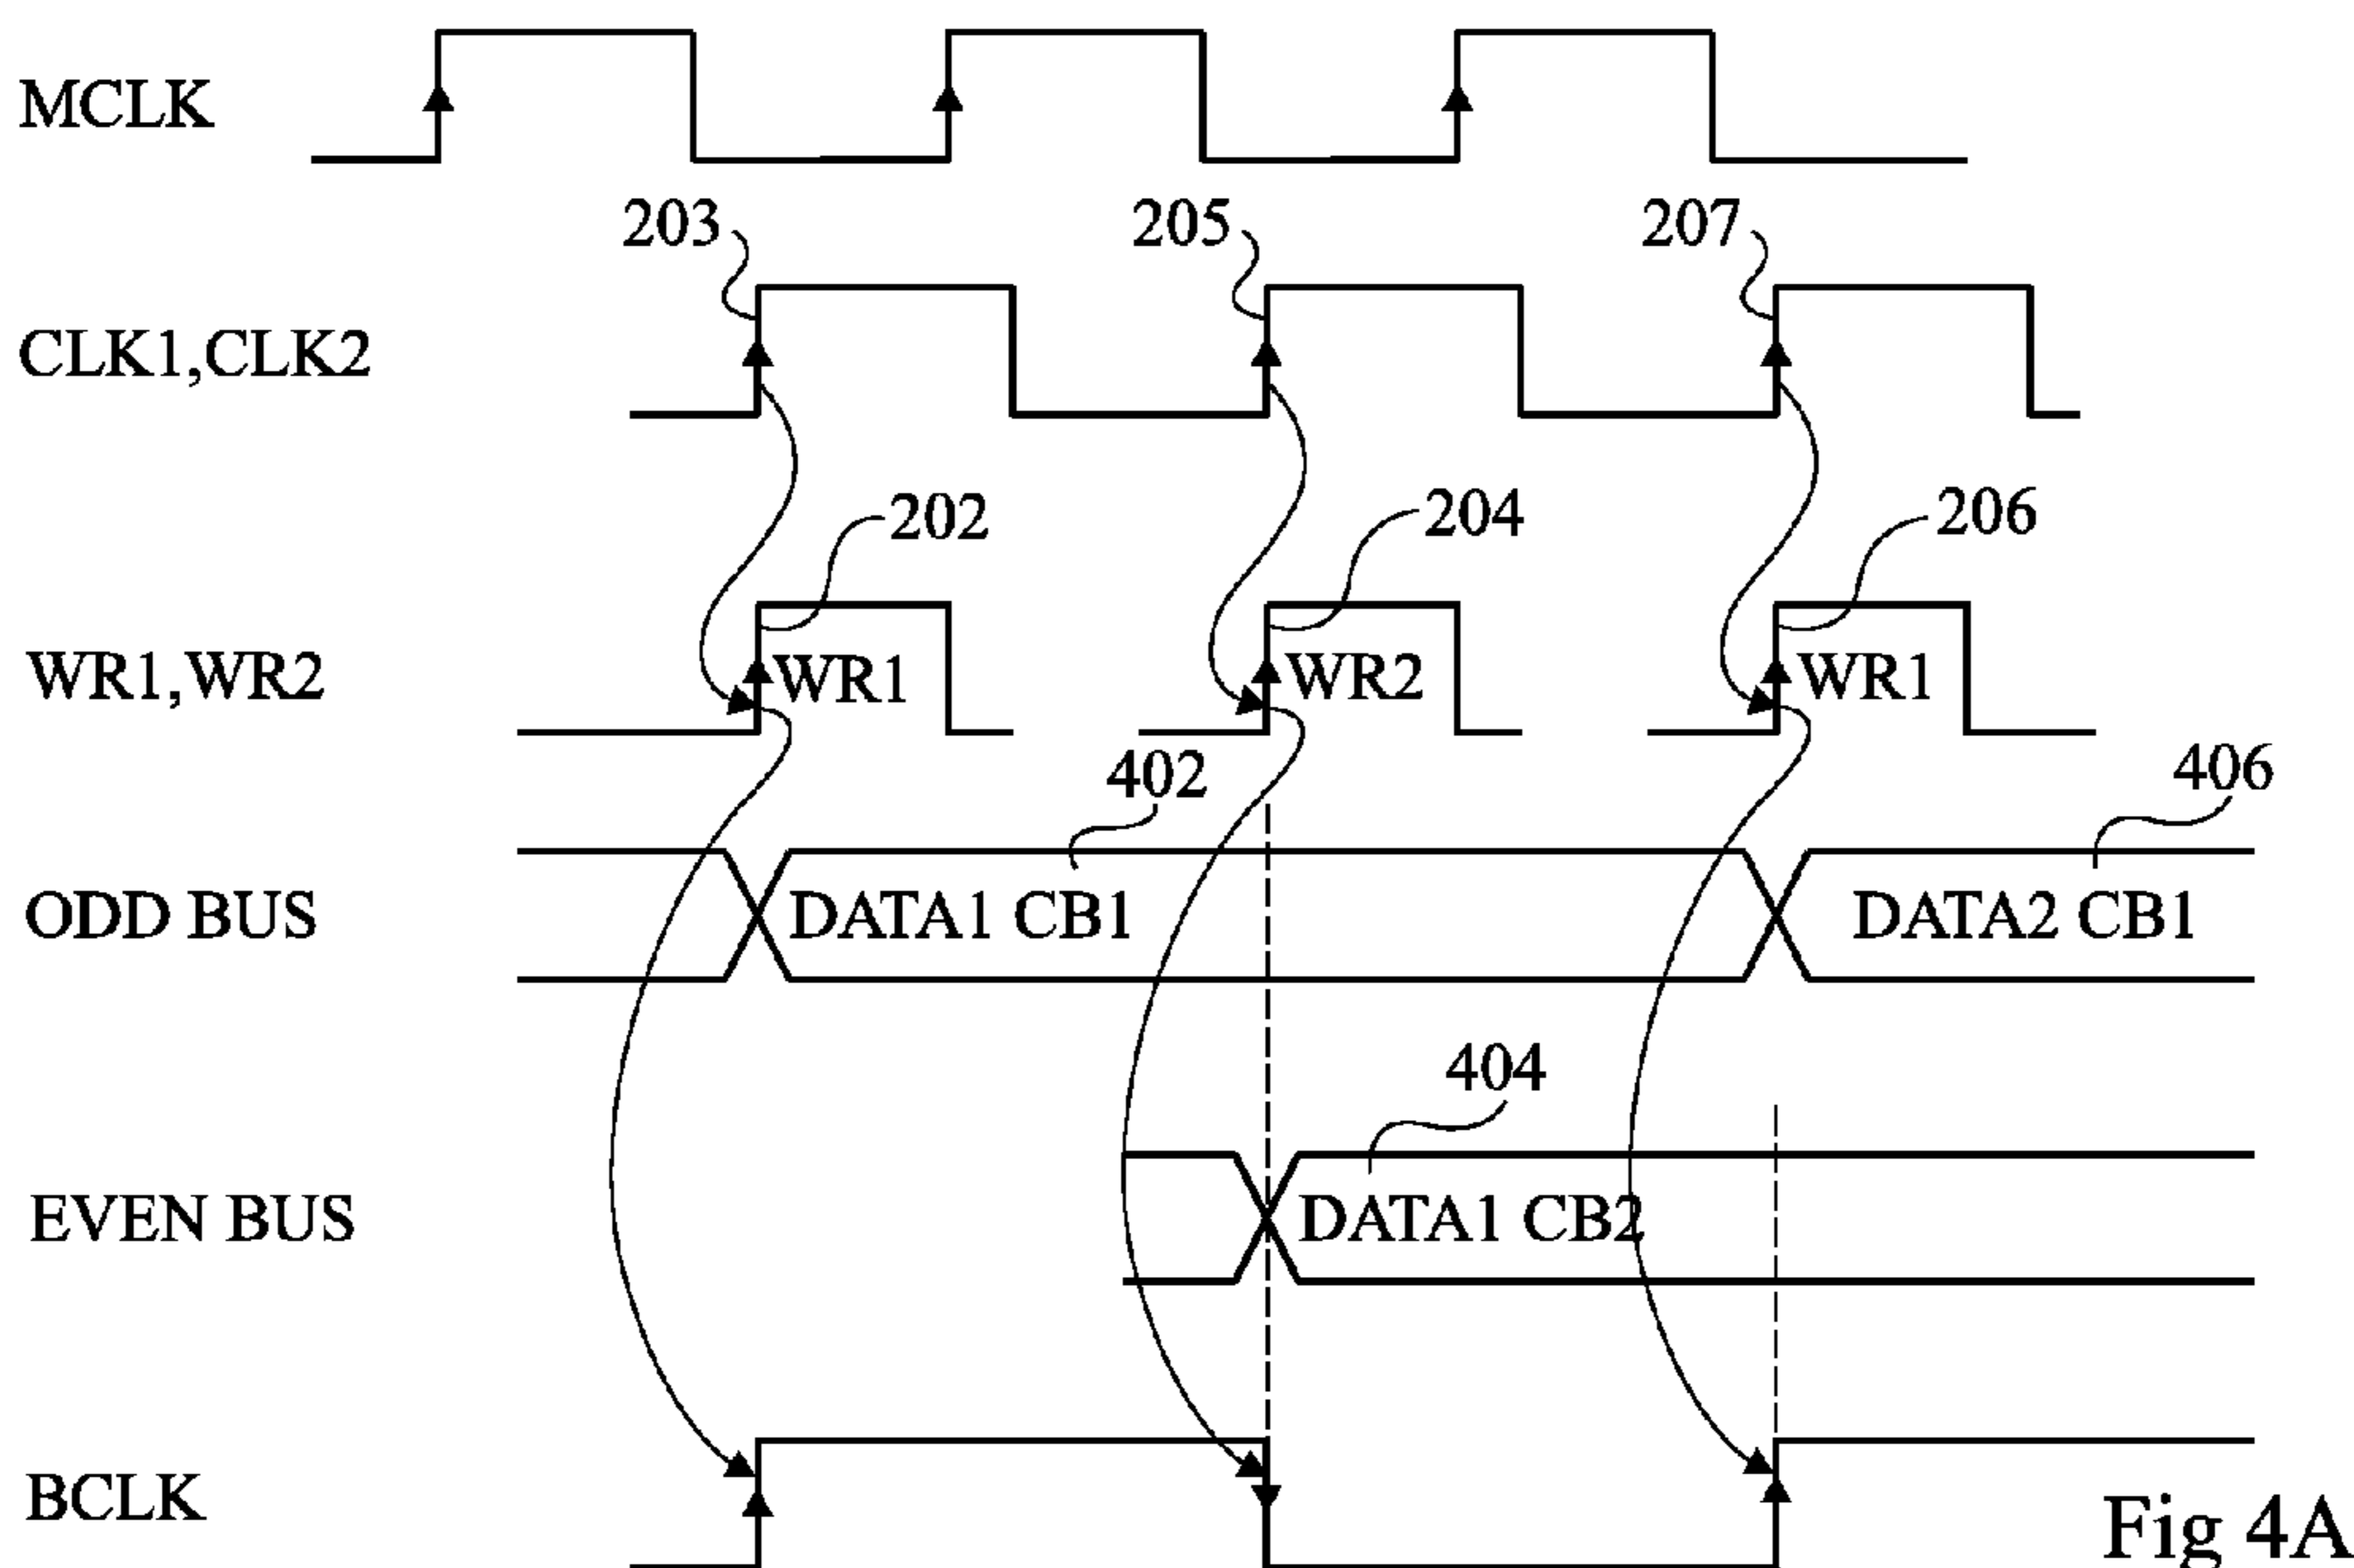 MCLK
203 205 207
CLK1,CLK2
202 204 206
WR1,WR2 WR1 WR2 WR1
402 406
ODD BUS DATA1 CB1 DATA2 CB1
404
EVEN BUS DATA1 CB2
BCLK
Fig 4A